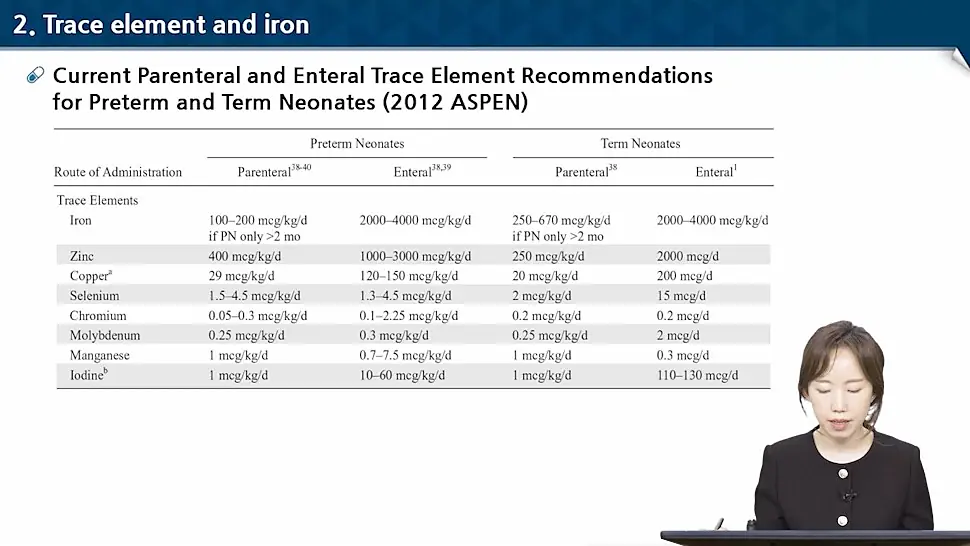 2. Trace element and iron
Current Parenteral and Enteral Trace Element Recommendations
for Preterm and Term Neonates (2012 ASPEN)
Preterm Neonates Term Neonates
Route of Administration Parenteral38-40 Enteral38,39 Parenteral38 Enteral1
Trace Elements
Iron 100–200 mcg/kg/d 2000–4000 mcg/kg/d 250–670 mcg/kg/d 2000–4000 mcg/kg/d
if PN only >2 mo if PN only >2 mo
Zinc 400 mcg/kg/d 1000–3000 mcg/kg/d 250 mcg/kg/d 2000 mcg/d
Coppera 29 mcg/kg/d 120–150 mcg/kg/d 20 mcg/kg/d 200 mcg/d
Selenium 1.5–4.5 mcg/kg/d 1.3–4.5 mcg/kg/d 2 mcg/kg/d 15 mcg/d
Chromium 0.05–0.3 mcg/kg/d 0.1–2.25 mcg/kg/d 0.2 mcg/kg/d 0.2 mcg/d
Molybdenum 0.25 mcg/kg/d 0.3 mcg/kg/d 0.25 mcg/kg/d 2 mcg/d
Manganese 1 mcg/kg/d 0.7–7.5 mcg/kg/d 1 mcg/kg/d 0.3 mcg/d
Iodineb 1 mcg/kg/d 10–60 mcg/kg/d 1 mcg/kg/d 110–130 mcg/d